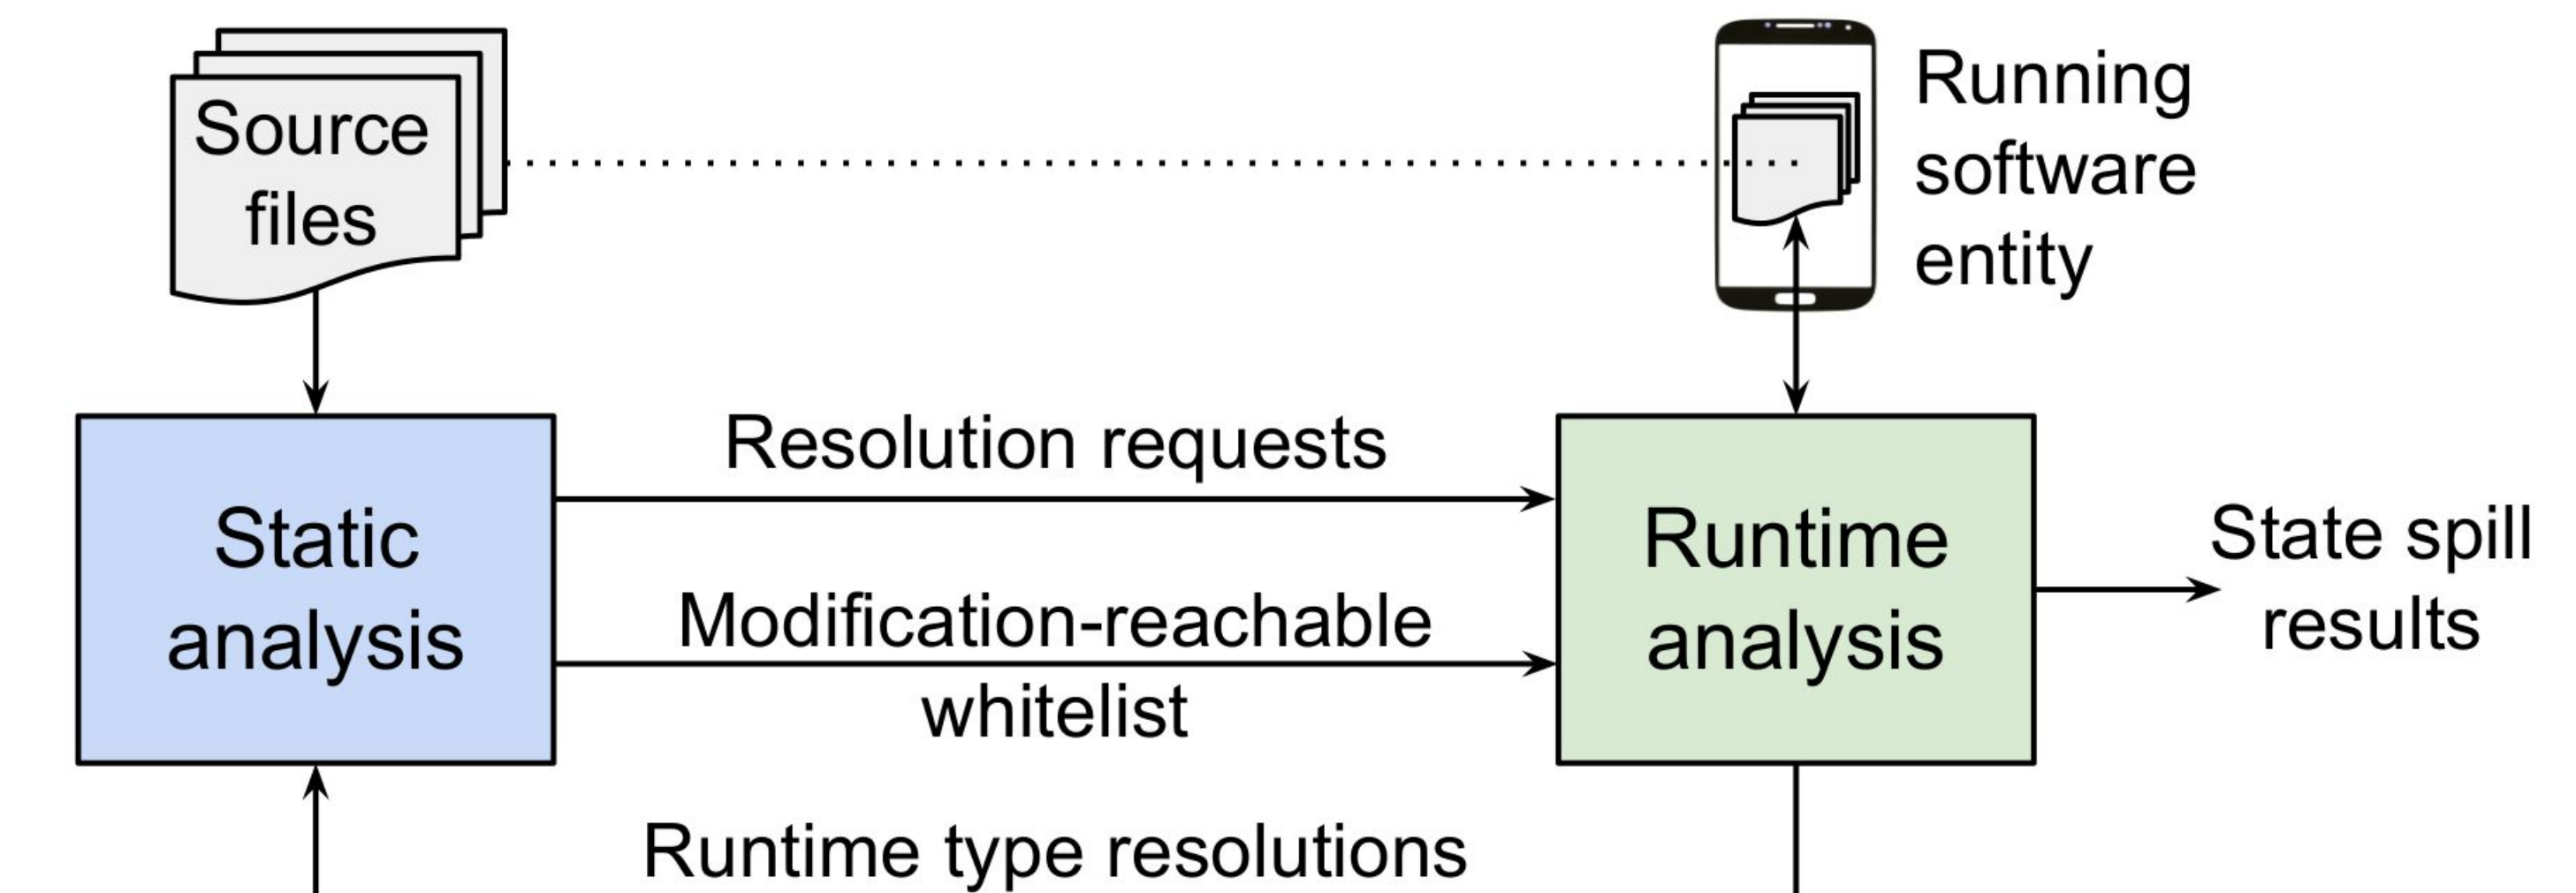 Source
files
Running
software
entity
Resolution requests
Static
analysis
Modification-reachable
whitelist
Runtime
analysis
State spill
results
Runtime type resolutions